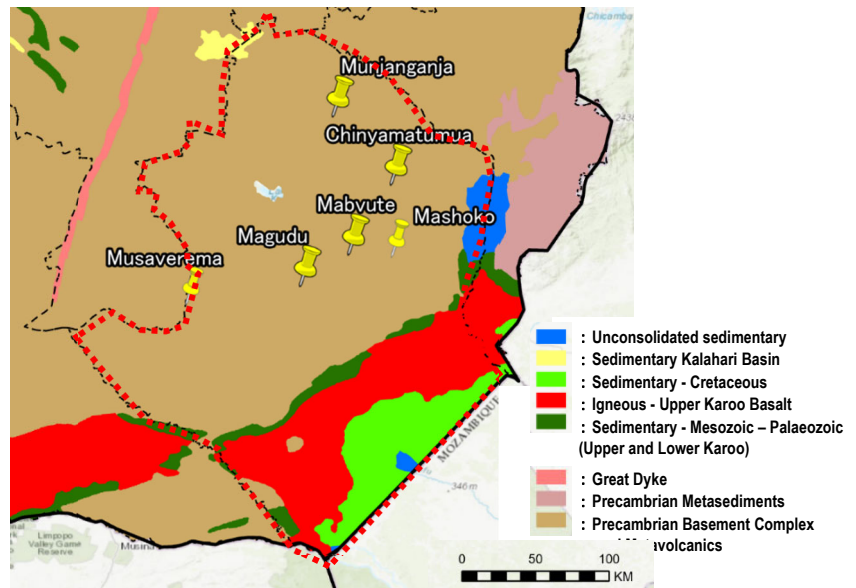 Chicamba
Munjanganja
2438
Chinyamatumua
Mabvute
Mashoko
Magudu
Musaverema
: Unconsolidated sedimentary
: Sedimentary Kalahari Basin
: Sedimentary - Cretaceous
: Igneous - Upper Karoo Basalt
: Sedimentary - Mesozoic – Palaeozoic
(Upper and Lower Karoo)
MOZAMBIQUE
: Great Dyke
346 m
: Precambrian Metasediments
: Precambrian Basement Complex
Limpopo
Valley Game
Reserve
Musina
0 50 100
KM